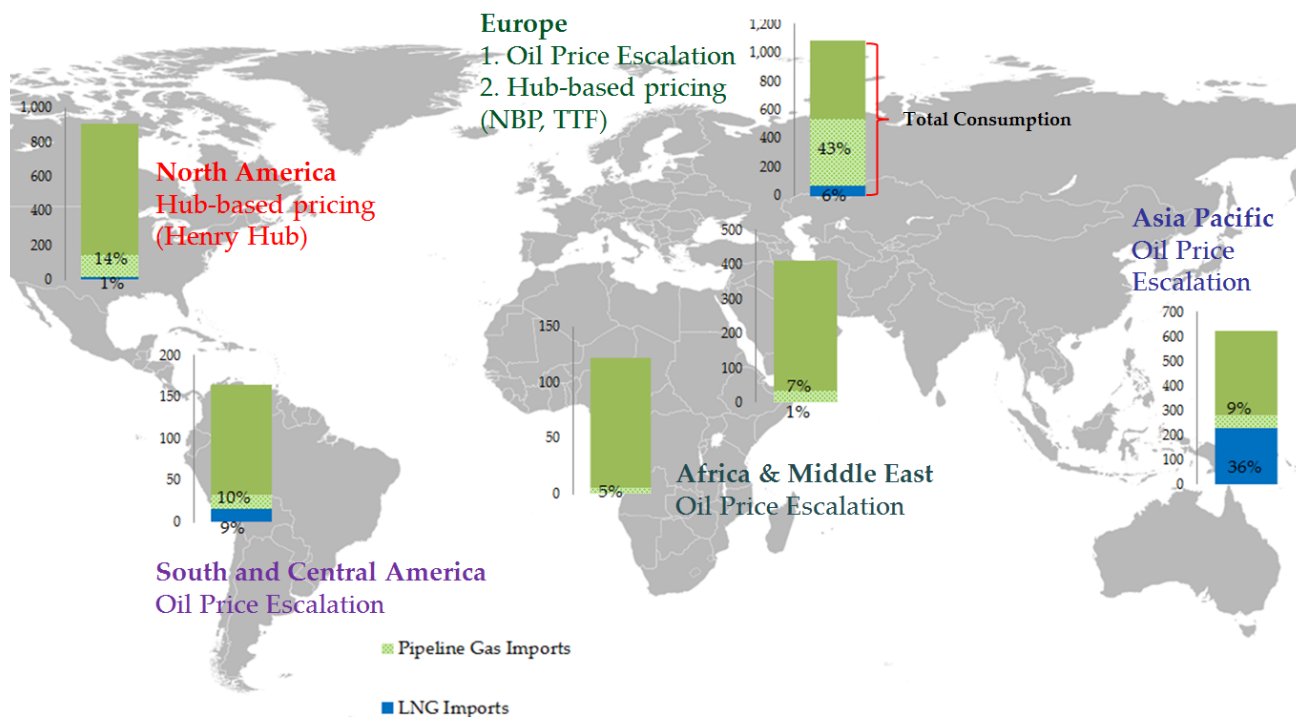 Europe
1. Oil Price Escalation
2. Hub-based pricing
(NBP, TTF)
1,200
1,000
800
600
400
200
0
43%
6%
Total Consumption
1,000
800
600
400
200
0
14%
1%
North America
Hub-based pricing
(Henry Hub)
Asia Pacific
Oil Price
Escalation
700
600
500
400
300
200
100
0
9%
36%
500
400
300
200
100
0
7%
1%
150
100
50
0
5%
Africa & Middle East
Oil Price Escalation
200
150
100
50
0
10%
9%
South and Central America
Oil Price Escalation
Pipeline Gas Imports
LNG Imports